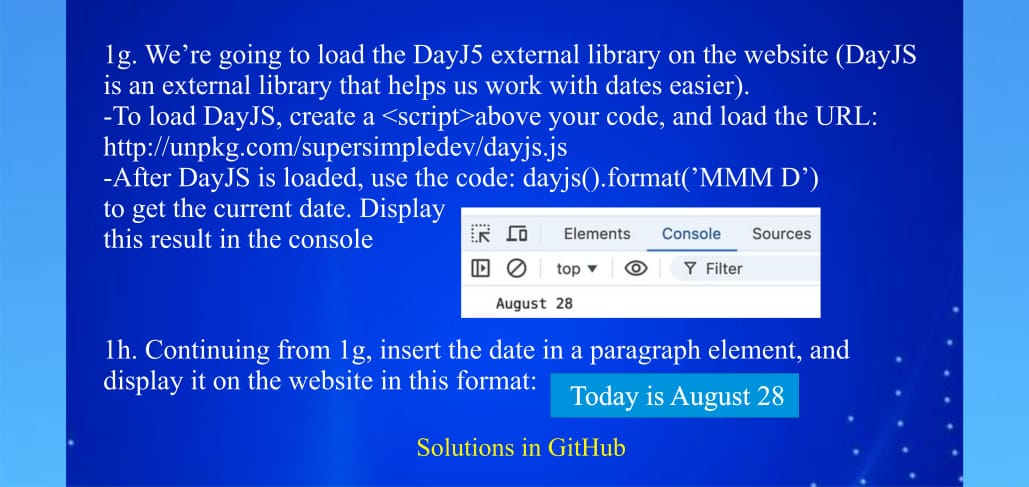 1g. We’re going to load the DayJ5 external library on the website (DayJS
is an external library that helps us work with dates easier).
-To load DayJS, create a <script>above your code, and load the URL:
http://unpkg.com/supersimpledev/dayjs.js
-After DayJS is loaded, use the code: dayjs().format(’MMM D’)
to get the current date. Display
this result in the console
Elements Console Sources
top Filter
August 28
1h. Continuing from 1g, insert the date in a paragraph element, and
display it on the website in this format:
Today is August 28
Solutions in GitHub